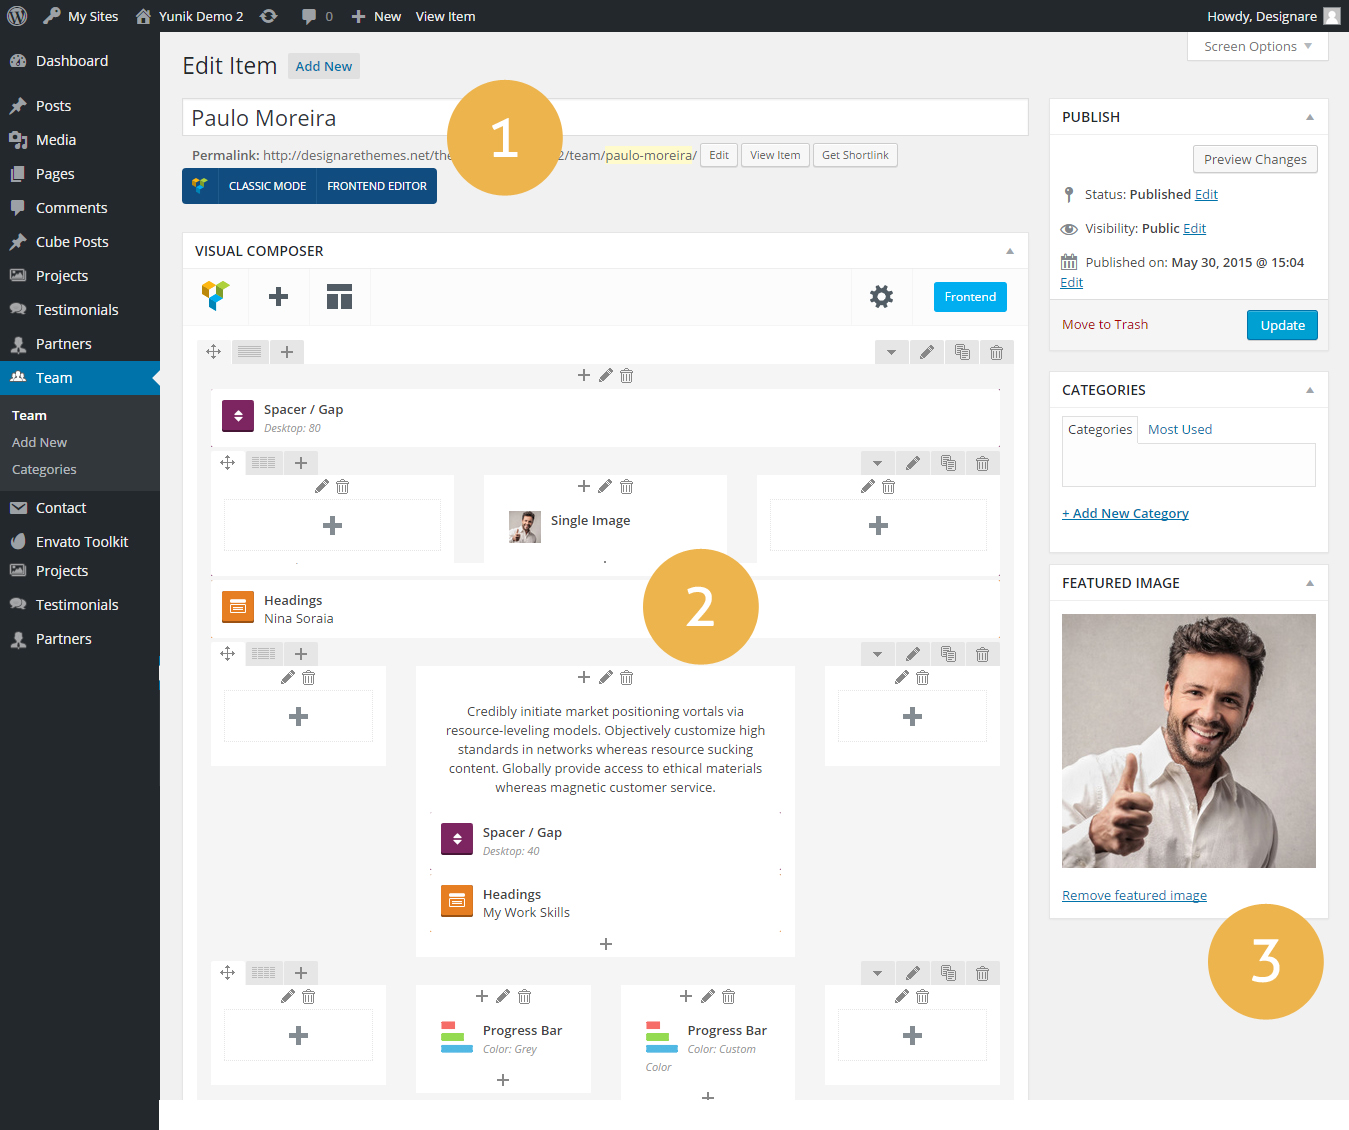 My Sites
Yunik Demo 2
0
New
View Item
Howdy, Designare
Screen Options
Dashboard
Posts
Media
Pages
Comments
Cube Posts
Projects
Testimonials
Partners
Team
Team
Add New
Categories
Contact
Envato Toolkit
Projects
Testimonials
Partners
Edit Item
Add New
Paulo Moreira
1
Permalink: http://designarethemes.net/the 2/team/paulo-moreira/
Edit
View Item
Get Shortlink
CLASSIC MODE
FRONTEND EDITOR
VISUAL COMPOSER
Frontend
Spacer / Gap
Desktop: 80
Single Image
2
Headings
Nina Soraia
Credibly initiate market positioning vortals via
resource-leveling models. Objectively customize high
standards in networks whereas resource sucking
content. Globally provide access to ethical materials
whereas magnetic customer service.
Spacer / Gap
Desktop: 40
Headings
My Work Skills
Progress Bar
Color: Grey
Progress Bar
Color: Custom
Color
PUBLISH
Preview Changes
Status: Published Edit
Visibility: Public Edit
Published on: May 30, 2015 @ 15:04
Edit
Move to Trash
Update
CATEGORIES
Categories
Most Used
+ Add New Category
FEATURED IMAGE
Remove featured image
3